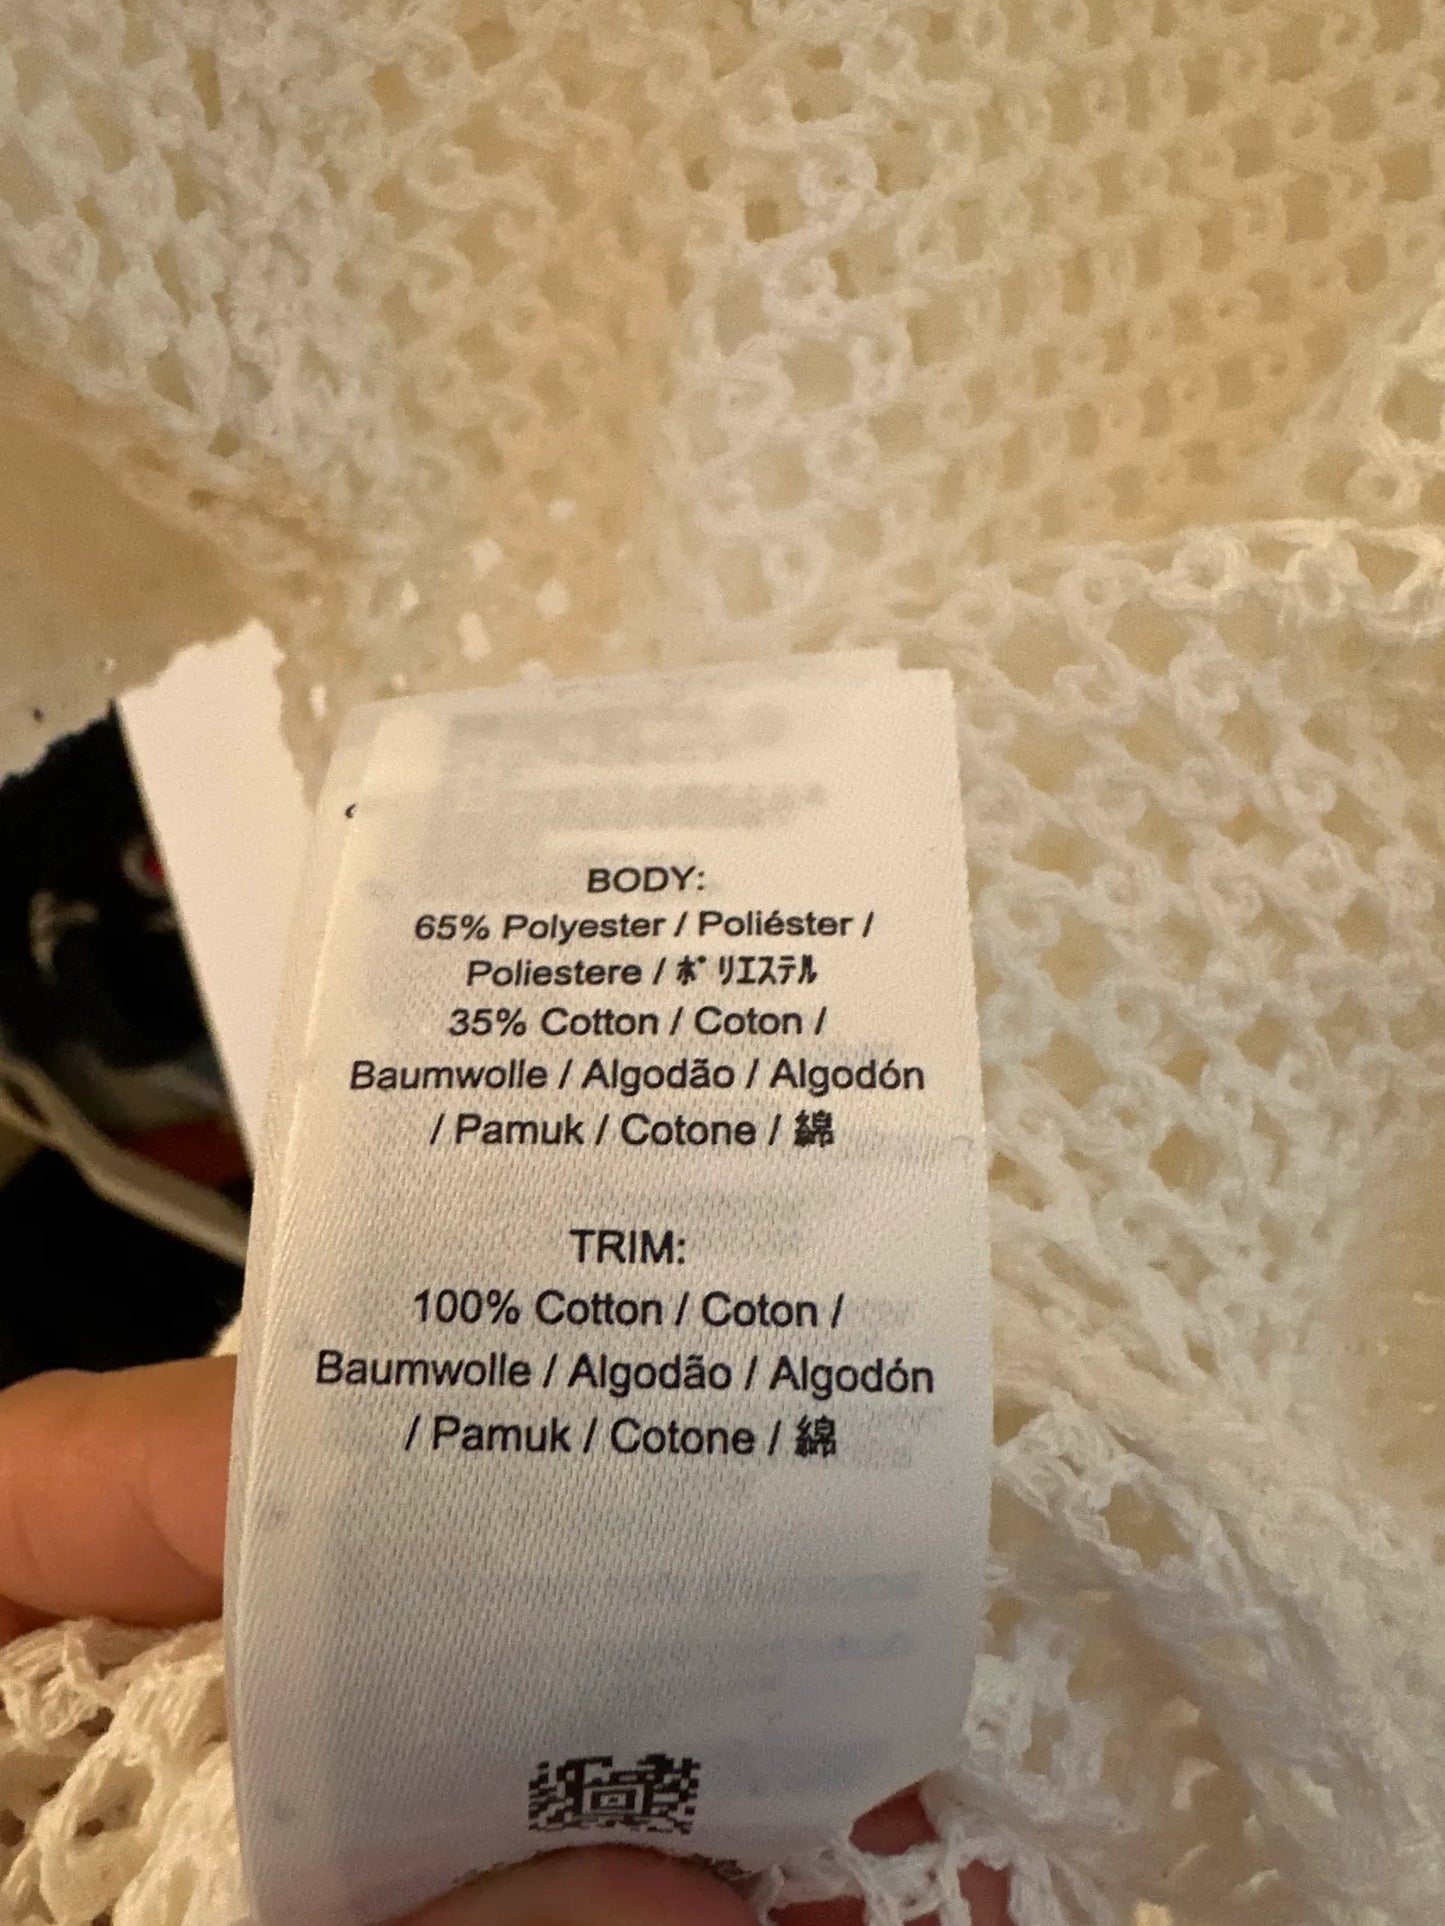 BODY:
65% Polyester / Poliéster /
Poliestere / ポリエステル
35% Cotton / Coton /
Baumwolle / Algodão / Algodón
/ Pamuk / Cotone / 綿
TRIM:
100% Cotton / Coton /
Baumwolle / Algodão / Algodón
/ Pamuk / Cotone / 綿